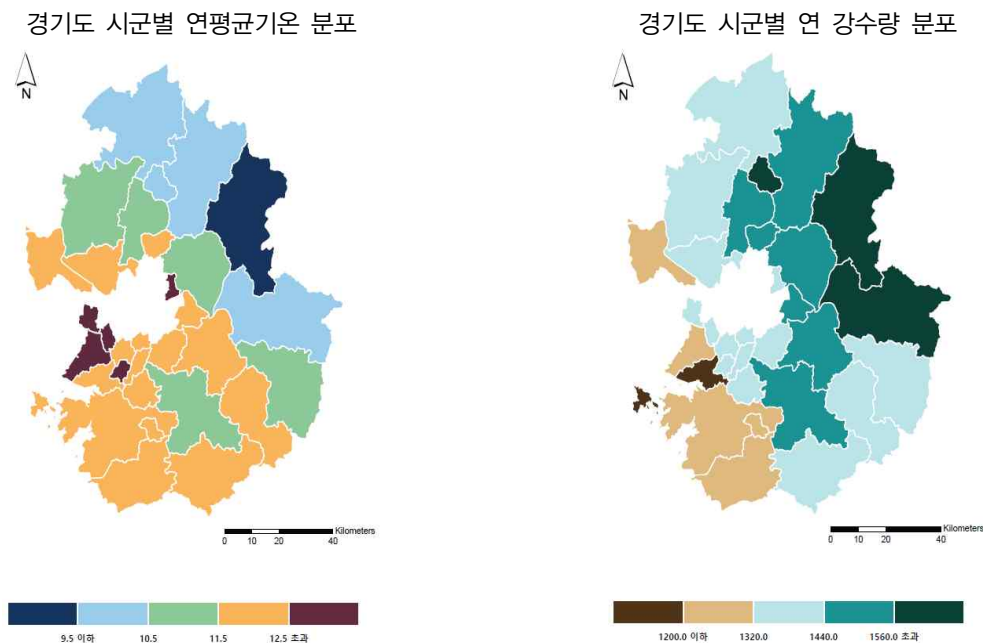 경기도 시군별 연평균기온 분포
경기도 시군별 연 강수량 분포
N
N
Kilometers
0 10 20 40
Kilometers
0 10 20 40
9.5 이하 10.5 11.5 12.5 초과
1200.0 이하 1320.0 1440.0 1560.0 초과